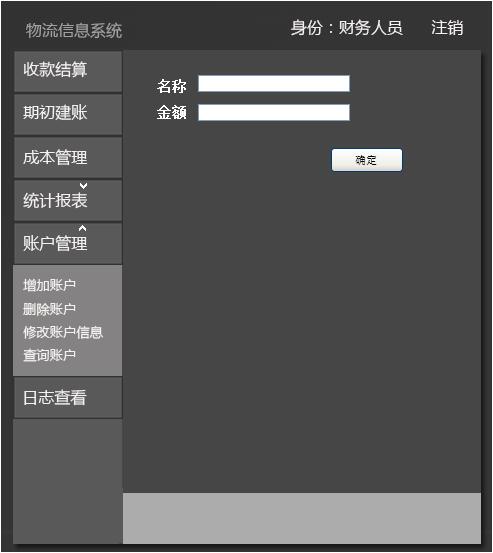 物流信息系统 身份：财务人员 注销
收款结算
期初建账
成本管理
统计报表
账户管理
增加账户
删除账户
修改账户信息
查询账户
日志查看
名称
金额
确定